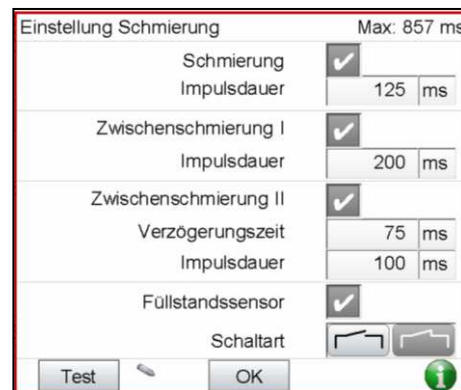 Einstellung Schmierung Max: 857 ms
Schmierung
Impulsdauer 125 ms
Zwischenschmierung I
Impulsdauer 200 ms
Zwischenschmierung II
Verzögerungszeit 75 ms
Impulsdauer 100 ms
Füllstandssensor
Schaltart
Test OK